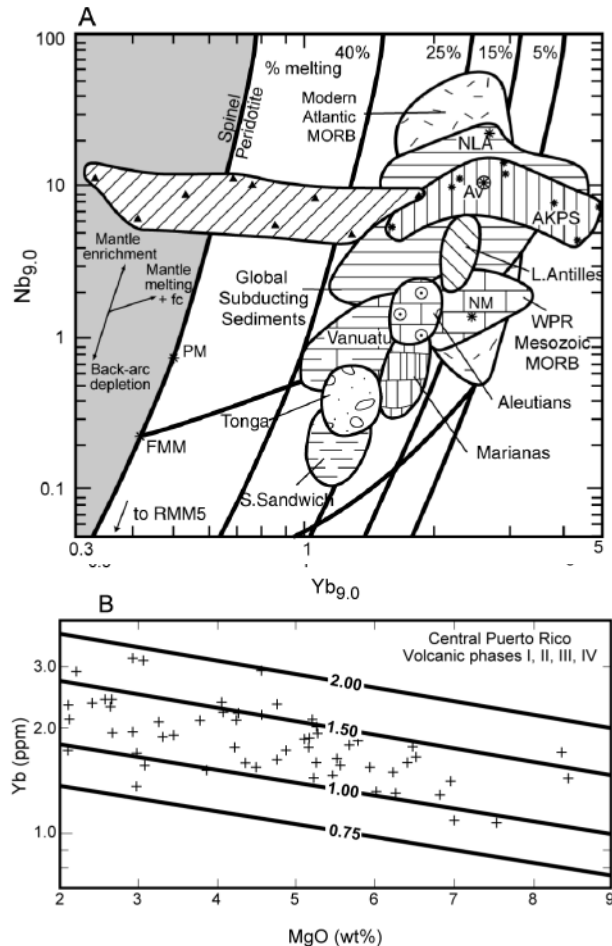 A
100
10
1
0.1
Nb9.0
% melting
40%
25%
15%
5%
Spinel
Peridotite
Modern
Atlantic
MORB
NLA
AV
AKPS
Mantle
enrichment
Mantle
melting
+ fc
Back-arc
depletion
PM
FMM
to RMM5
Global
Subducting
Sediments
L.Antilles
NM
WPR
Mesozoic
MORB
Vanuatu
Aleutians
Tonga
Marianas
S.Sandwich
0.3
1
5
Yb9.0
B
Central Puerto Rico
Volcanic phases I, II, III, IV
3.0
2.0
1.0
Yb (ppm)
2.00
1.50
1.00
0.75
2 3 4 5 6 7 8 9
MgO (wt%)